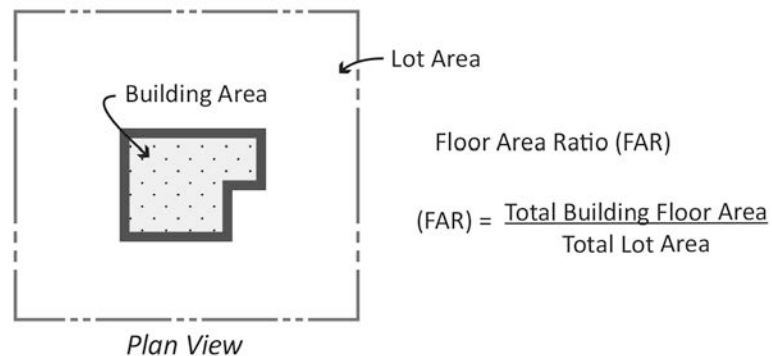 Lot Area
Building Area
Floor Area Ratio (FAR)
(FAR) = Total Building Floor Area
Total Lot Area
Plan View